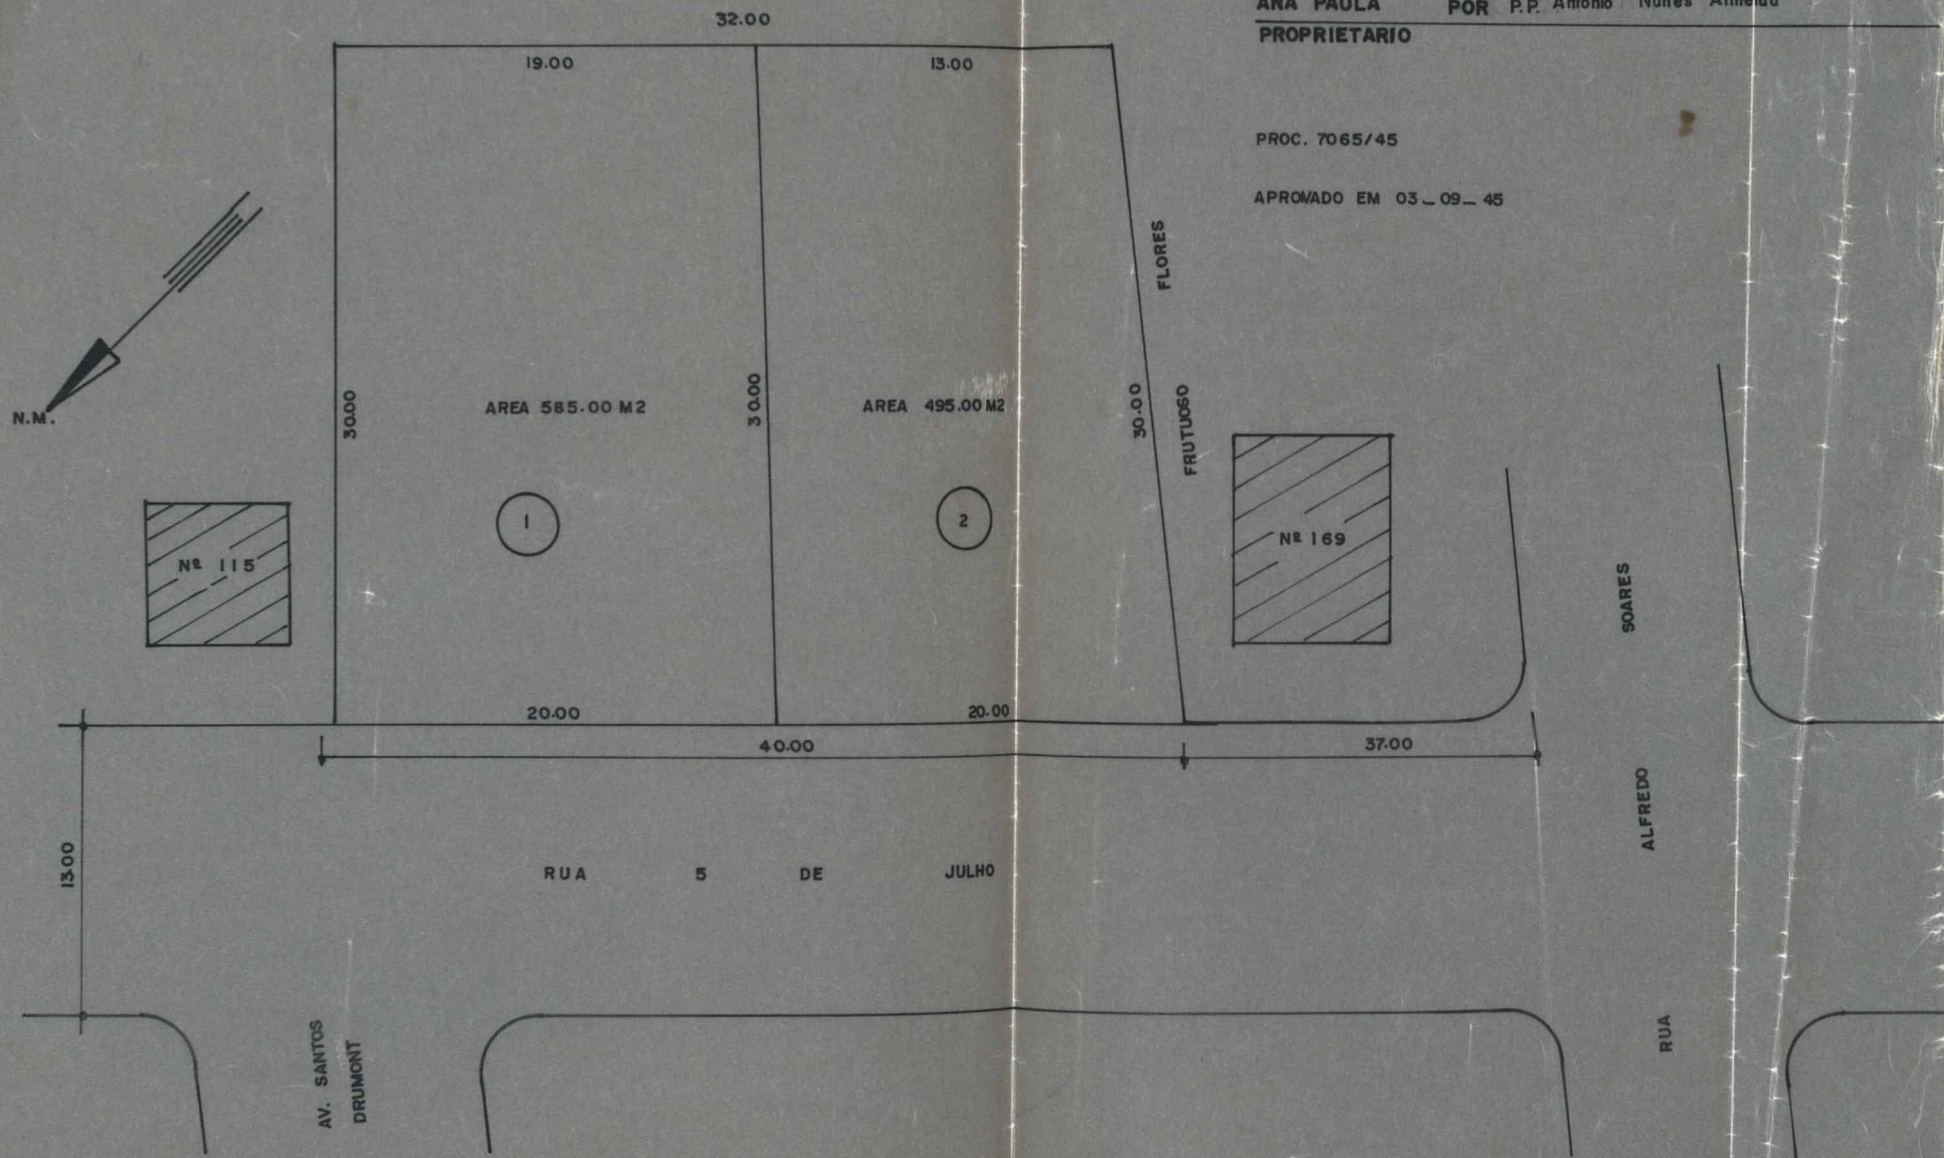 ANA PAULA POR P.P. Antonio Nunes Almeida
PROPRIETARIO
32.00
19.00
13.00
PROC. 7065/45
APROVADO EM 03_09_45
FLORES
FRUTUOSO
N.M.
30.00
30.00
30.00
AREA 585.00 M2
AREA 495.00 M2
1
2
Nº 115
Nº 169
SOARES
ALFREDO
RUA
20.00
20.00
40.00
37.00
13.00
RUA 5 DE JULHO
AV. SANTOS
DRUMONT